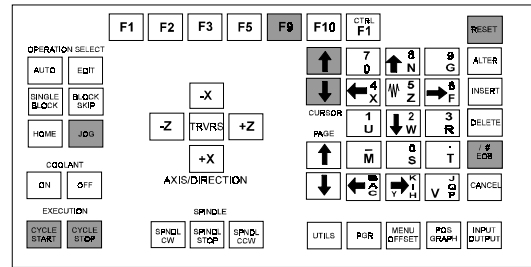 F1 F2 F3 F5 F9 F10 CTRL F1 RESET
OPERATION SELECT
AUTO EDIT
SINGLE BLOCK BLOCK SKIP
HOME JOG
COOLANT
ON OFF
EXECUTION
CYCLE START CYCLE STOP
-X
-Z TRVRS +Z
+X
AXIS/DIRECTION
SPINDLE
SPNDL CW SPNDL STOP SPNDL CCW
7 8 N 9 G ALTER
4 X 5 Z 6 F INSERT
CURSOR
1 U 2 W 3 R DELETE
PAGE
- M 0 S . T / # EOB
B A C K I Y H J Q V P CANCEL
UTILS PGR MENU OFFSET POS GRAPH INPUT OUTPUT